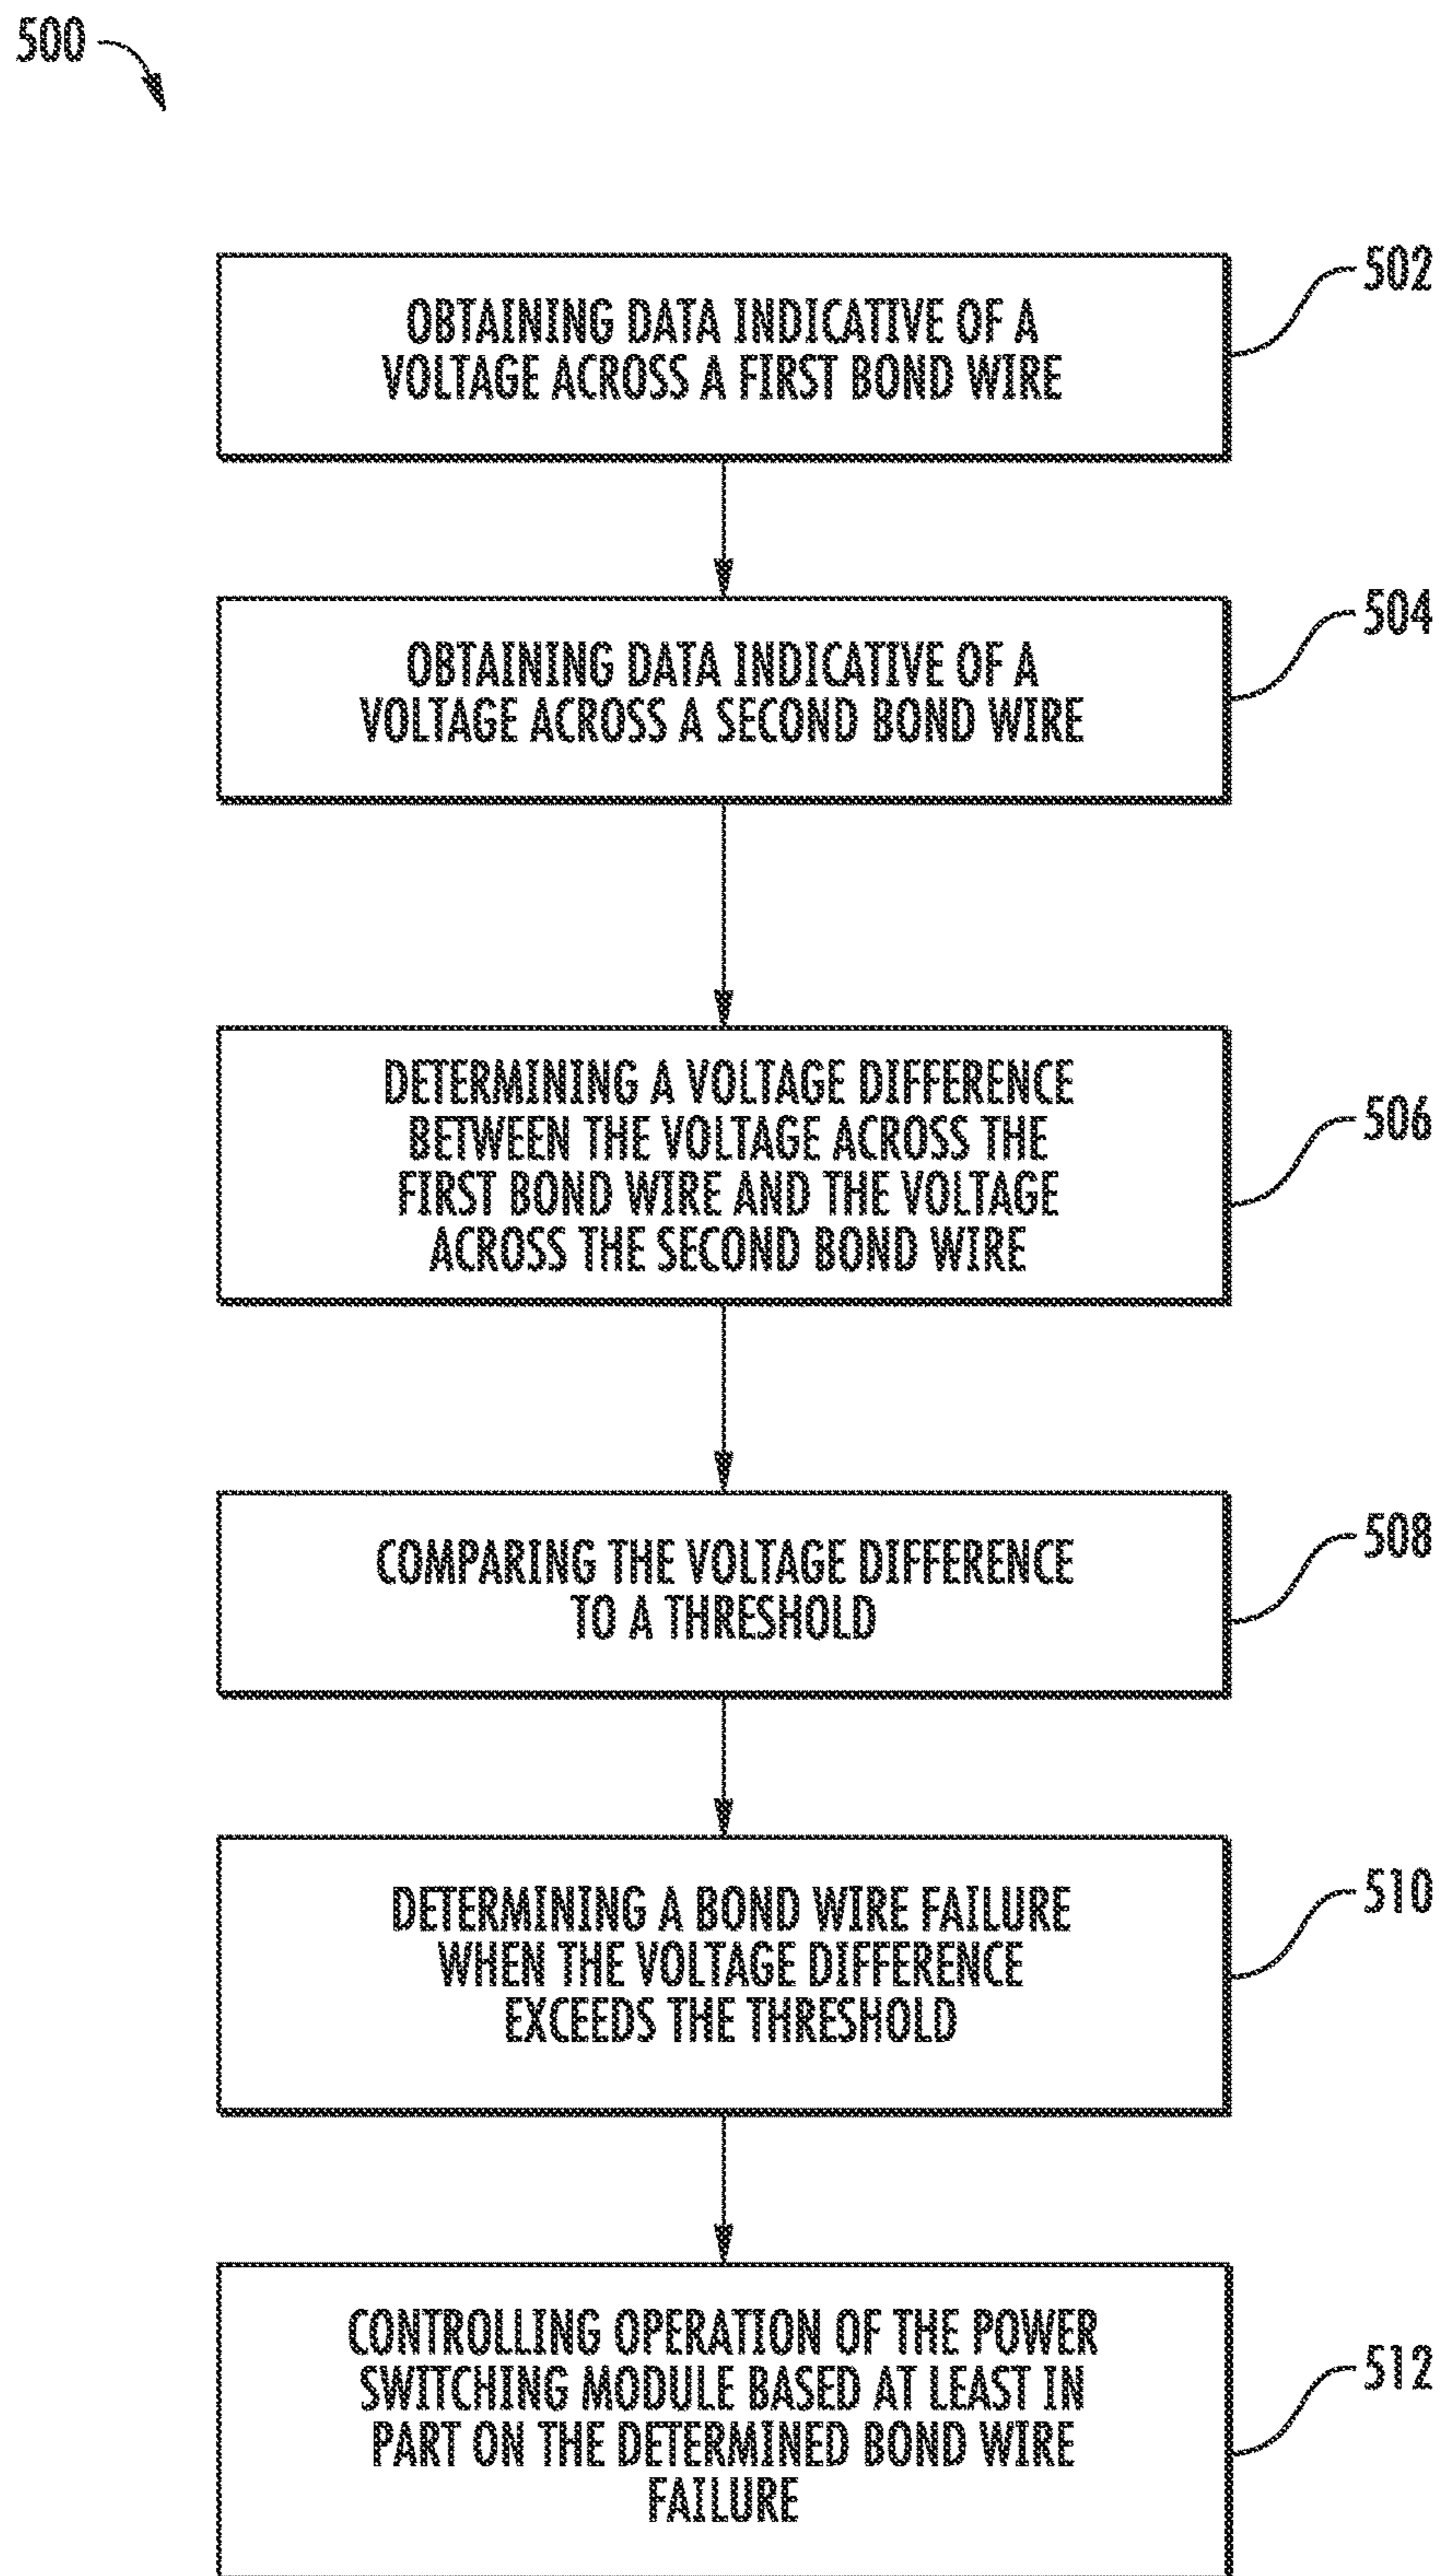 500
502
OBTAINING DATA INDICATIVE OF A
VOLTAGE ACROSS A FIRST BOND WIRE
504
OBTAINING DATA INDICATIVE OF A
VOLTAGE ACROSS A SECOND BOND WIRE
506
DETERMINING A VOLTAGE DIFFERENCE
BETWEEN THE VOLTAGE ACROSS THE
FIRST BOND WIRE AND THE VOLTAGE
ACROSS THE SECOND BOND WIRE
508
COMPARING THE VOLTAGE DIFFERENCE
TO A THRESHOLD
510
DETERMINING A BOND WIRE FAILURE
WHEN THE VOLTAGE DIFFERENCE
EXCEEDS THE THRESHOLD
512
CONTROLLING OPERATION OF THE POWER
SWITCHING MODULE BASED AT LEAST IN
PART ON THE DETERMINED BOND WIRE
FAILURE